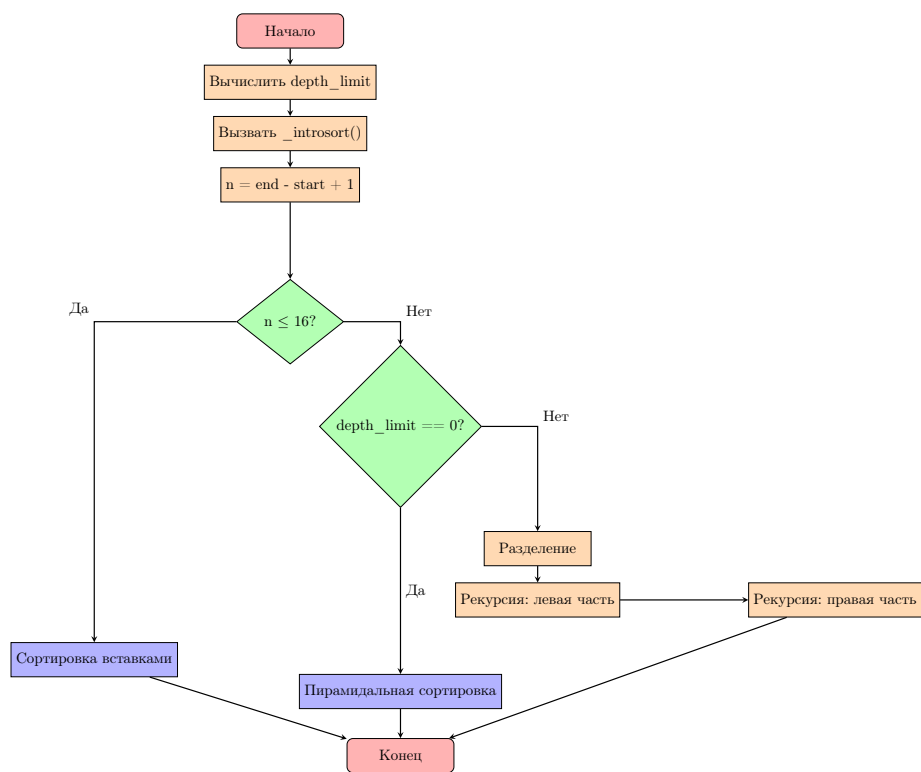 Начало
Вычислить depth_limit
Вызвать _introsort()
n = end - start + 1
Да
n ≤ 16?
Нет
depth_limit == 0?
Нет
Разделение
Да
Рекурсия: левая часть
Рекурсия: правая часть
Сортировка вставками
Пирамидальная сортировка
Конец